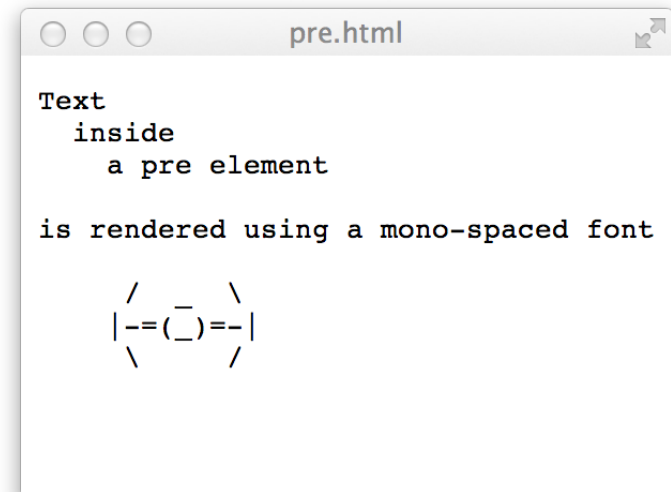 pre.html
Text
  inside
    a pre element

is rendered using a mono-spaced font

     /  _  \
    |-=(_)=-|
     \     /